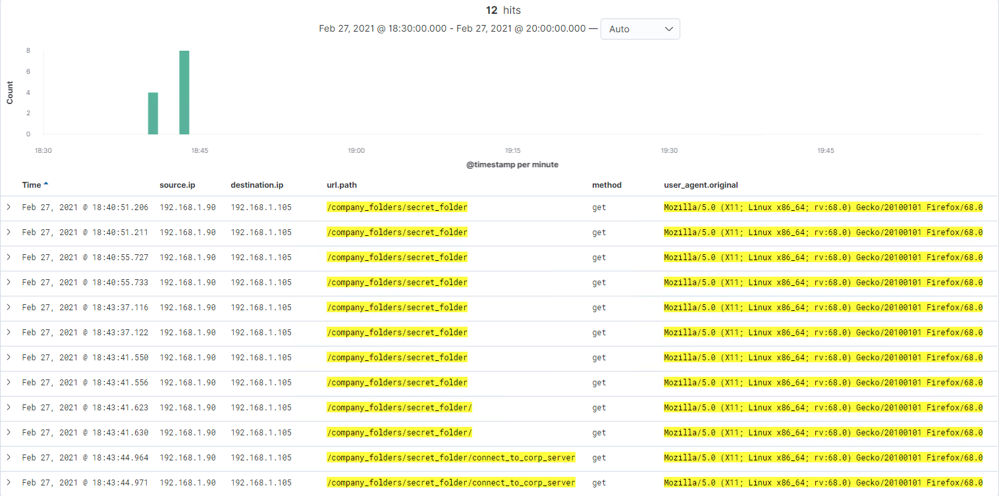 12 hits
Feb 27, 2021 @ 18:30:00.000 - Feb 27, 2021 @ 20:00:00.000 — Auto
8
6
4
2
0
Count
18:30 18:45 19:00 19:15 19:30 19:45
@timestamp per minute
Time source.ip destination.ip url.path method user_agent.original
Feb 27, 2021 @ 18:40:51.206 192.168.1.90 192.168.1.105 /company_folders/secret_folder get Mozilla/5.0 (X11; Linux x86_64; rv:68.0) Gecko/20100101 Firefox/68.0
Feb 27, 2021 @ 18:40:51.211 192.168.1.90 192.168.1.105 /company_folders/secret_folder get Mozilla/5.0 (X11; Linux x86_64; rv:68.0) Gecko/20100101 Firefox/68.0
Feb 27, 2021 @ 18:40:55.727 192.168.1.90 192.168.1.105 /company_folders/secret_folder get Mozilla/5.0 (X11; Linux x86_64; rv:68.0) Gecko/20100101 Firefox/68.0
Feb 27, 2021 @ 18:40:55.733 192.168.1.90 192.168.1.105 /company_folders/secret_folder get Mozilla/5.0 (X11; Linux x86_64; rv:68.0) Gecko/20100101 Firefox/68.0
Feb 27, 2021 @ 18:43:37.116 192.168.1.90 192.168.1.105 /company_folders/secret_folder get Mozilla/5.0 (X11; Linux x86_64; rv:68.0) Gecko/20100101 Firefox/68.0
Feb 27, 2021 @ 18:43:37.122 192.168.1.90 192.168.1.105 /company_folders/secret_folder get Mozilla/5.0 (X11; Linux x86_64; rv:68.0) Gecko/20100101 Firefox/68.0
Feb 27, 2021 @ 18:43:41.550 192.168.1.90 192.168.1.105 /company_folders/secret_folder get Mozilla/5.0 (X11; Linux x86_64; rv:68.0) Gecko/20100101 Firefox/68.0
Feb 27, 2021 @ 18:43:41.556 192.168.1.90 192.168.1.105 /company_folders/secret_folder get Mozilla/5.0 (X11; Linux x86_64; rv:68.0) Gecko/20100101 Firefox/68.0
Feb 27, 2021 @ 18:43:41.623 192.168.1.90 192.168.1.105 /company_folders/secret_folder/ get Mozilla/5.0 (X11; Linux x86_64; rv:68.0) Gecko/20100101 Firefox/68.0
Feb 27, 2021 @ 18:43:41.630 192.168.1.90 192.168.1.105 /company_folders/secret_folder/ get Mozilla/5.0 (X11; Linux x86_64; rv:68.0) Gecko/20100101 Firefox/68.0
Feb 27, 2021 @ 18:43:44.964 192.168.1.90 192.168.1.105 /company_folders/secret_folder/connect_to_corp_server get Mozilla/5.0 (X11; Linux x86_64; rv:68.0) Gecko/20100101 Firefox/68.0
Feb 27, 2021 @ 18:43:44.971 192.168.1.90 192.168.1.105 /company_folders/secret_folder/connect_to_corp_server get Mozilla/5.0 (X11; Linux x86_64; rv:68.0) Gecko/20100101 Firefox/68.0